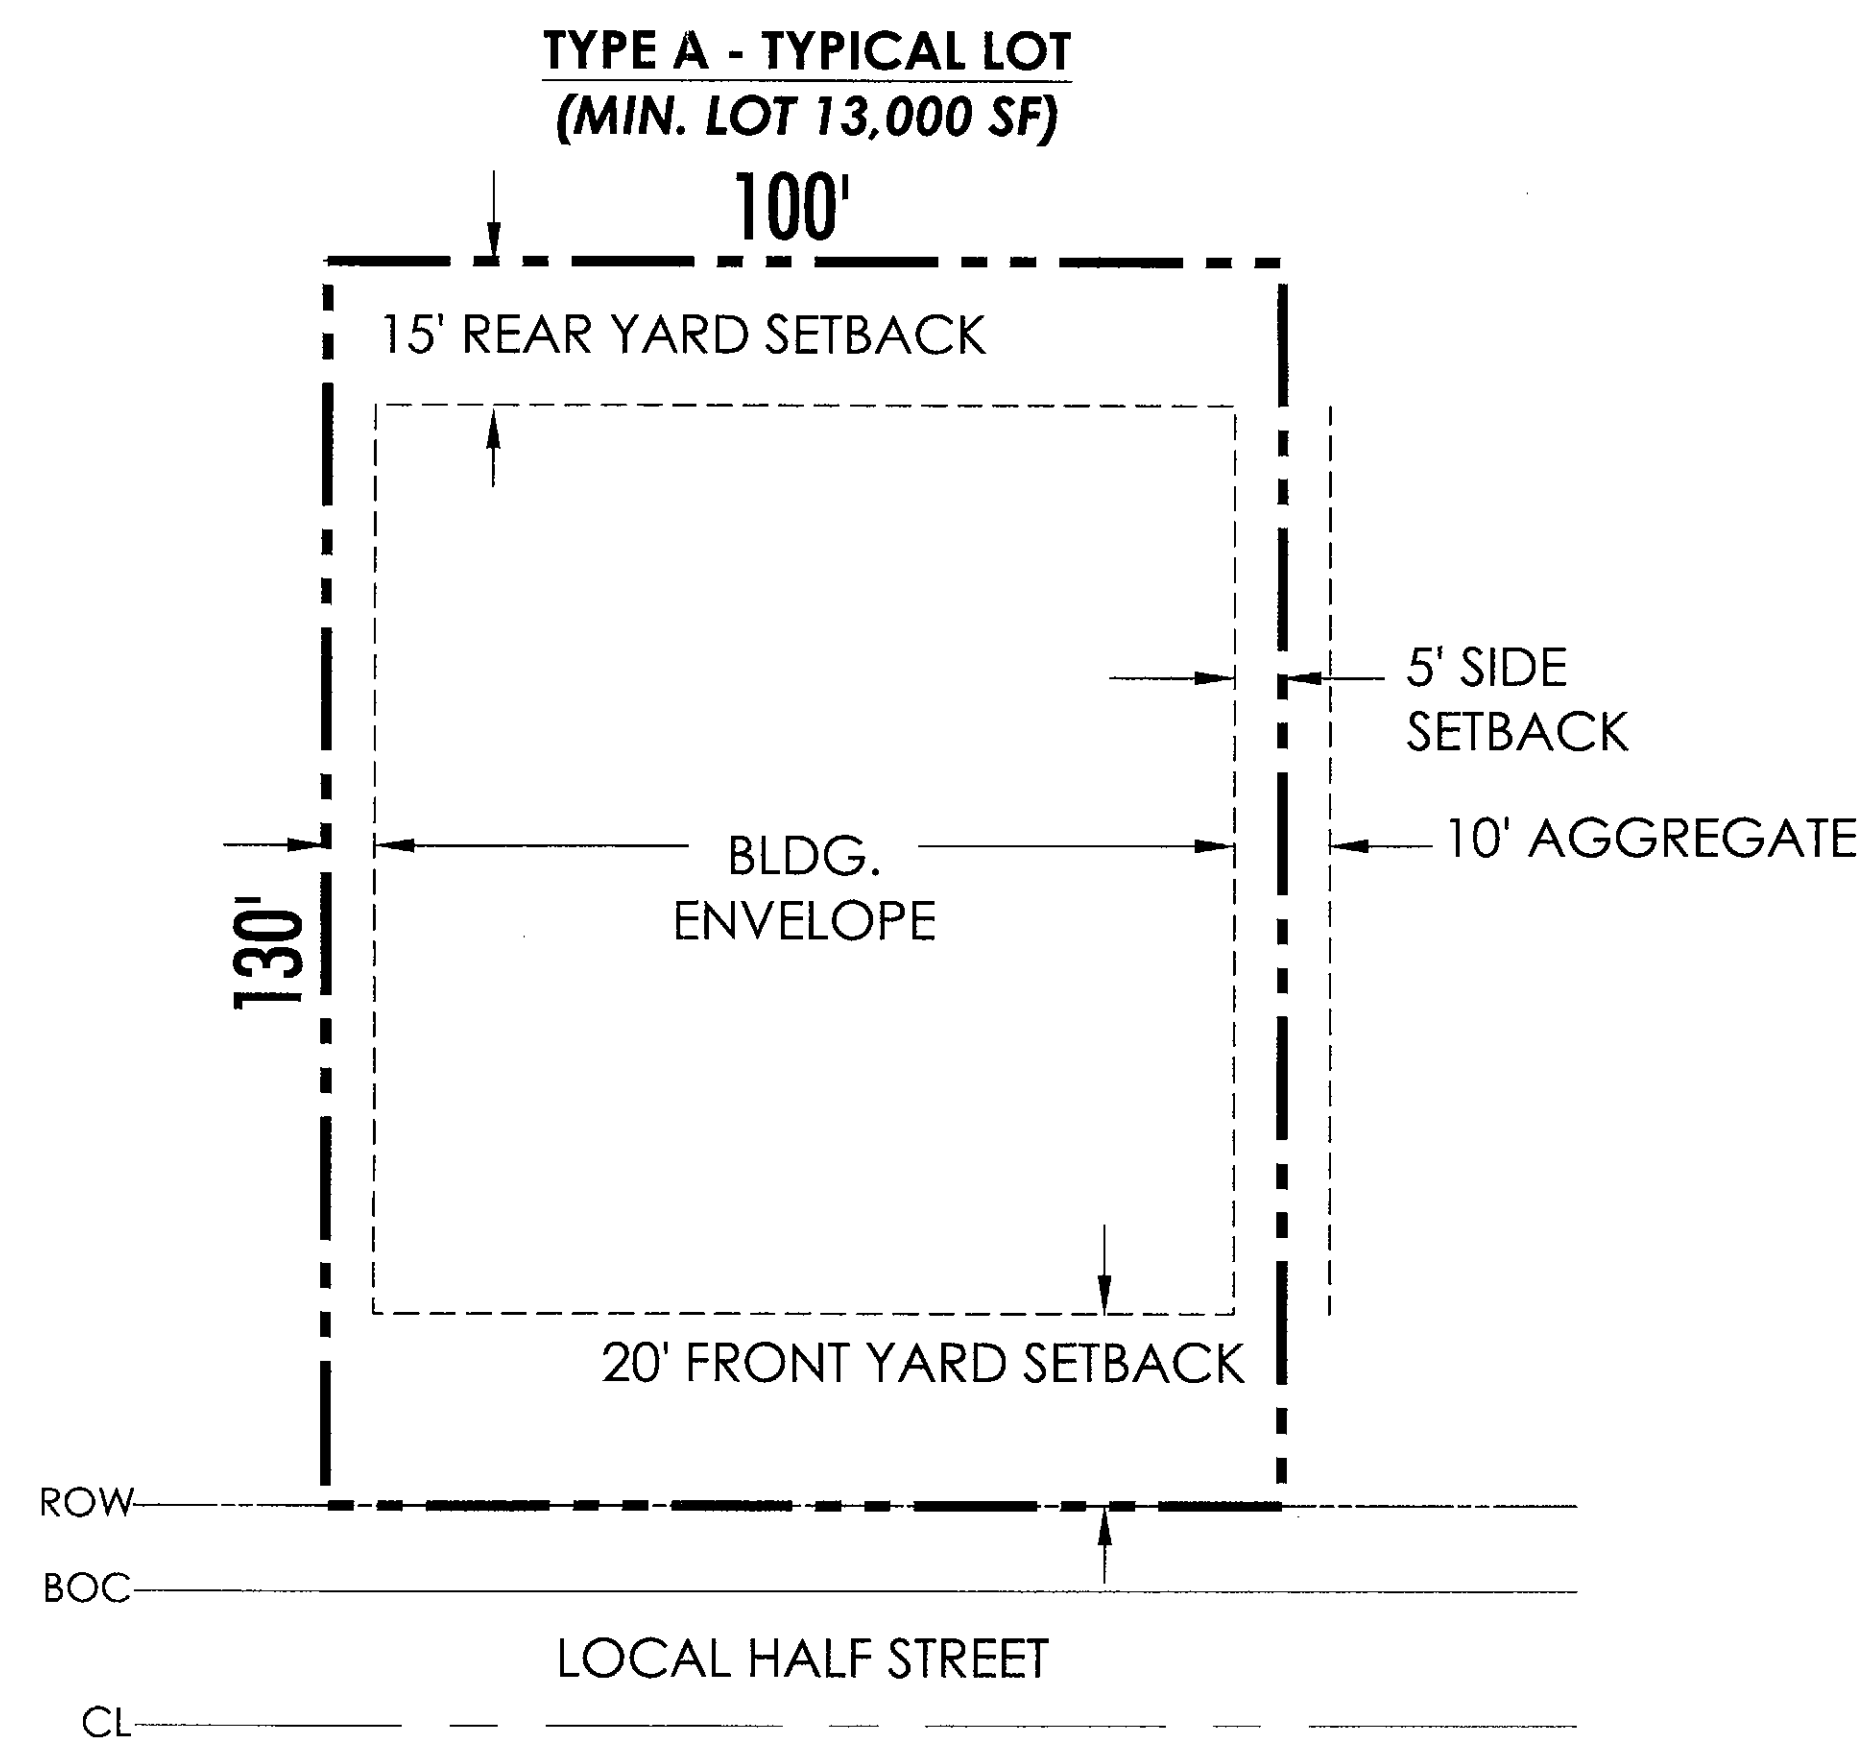 TYPE A - TYPICAL LOT
(MIN. LOT 13,000 SF)
100'
15' REAR YARD SETBACK
5' SIDE
SETBACK
10' AGGREGATE
BLDG.
ENVELOPE
130'
20' FRONT YARD SETBACK
ROW
BOC
LOCAL HALF STREET
CL